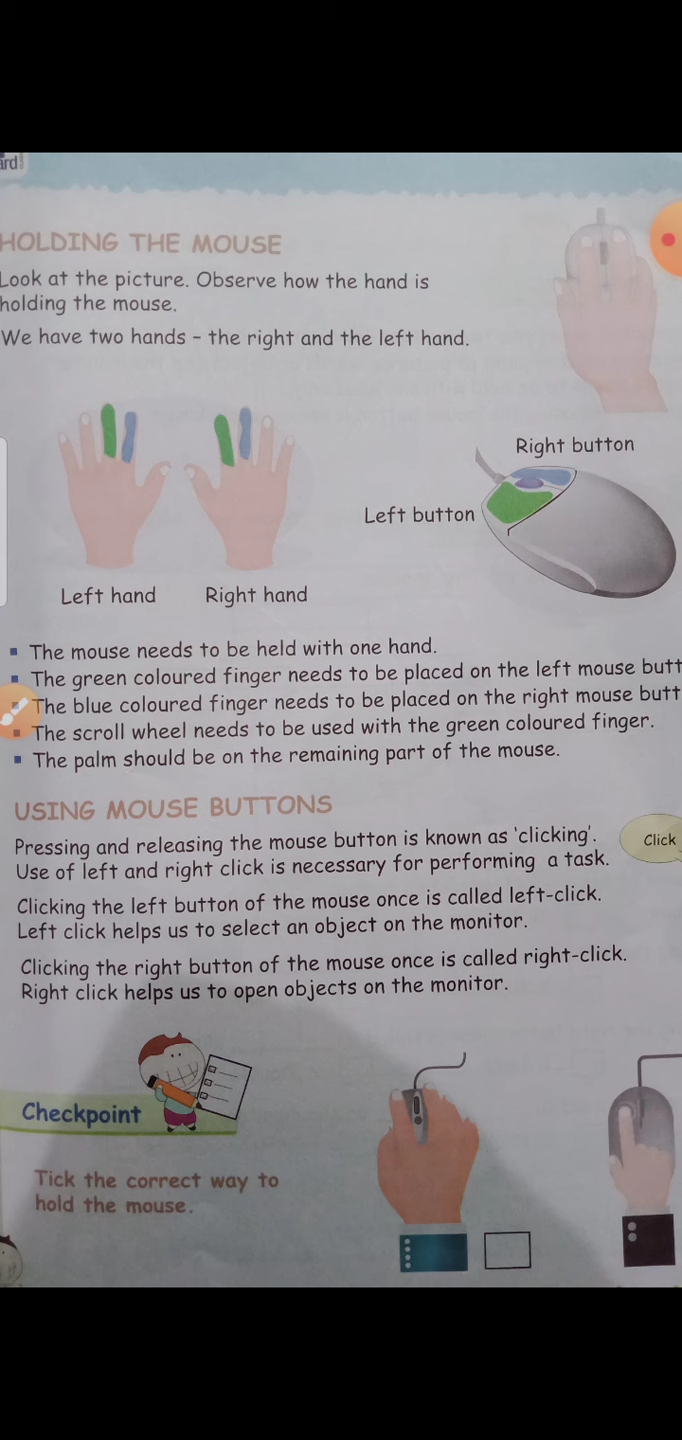 ard
HOLDING THE MOUSE
Look at the picture. Observe how the hand is
holding the mouse.
We have two hands – the right and the left hand.
Right button
Left button
Left hand
Right hand
The mouse needs to be held with one hand.
The green coloured finger needs to be placed on the left mouse butt
The blue coloured finger needs to be placed on the right mouse butt
The scroll wheel needs to be used with the green coloured finger.
The palm should be on the remaining part of the mouse.
USING MOUSE BUTTONS
Pressing and releasing the mouse button is known as 'clicking'.
Use of left and right click is necessary for performing a task.
Click
Clicking the left button of the mouse once is called left-click.
Left click helps us to select an object on the monitor.
Clicking the right button of the mouse once is called right-click.
Right click helps us to open objects on the monitor.
Checkpoint
Tick the correct way to
hold the mouse.